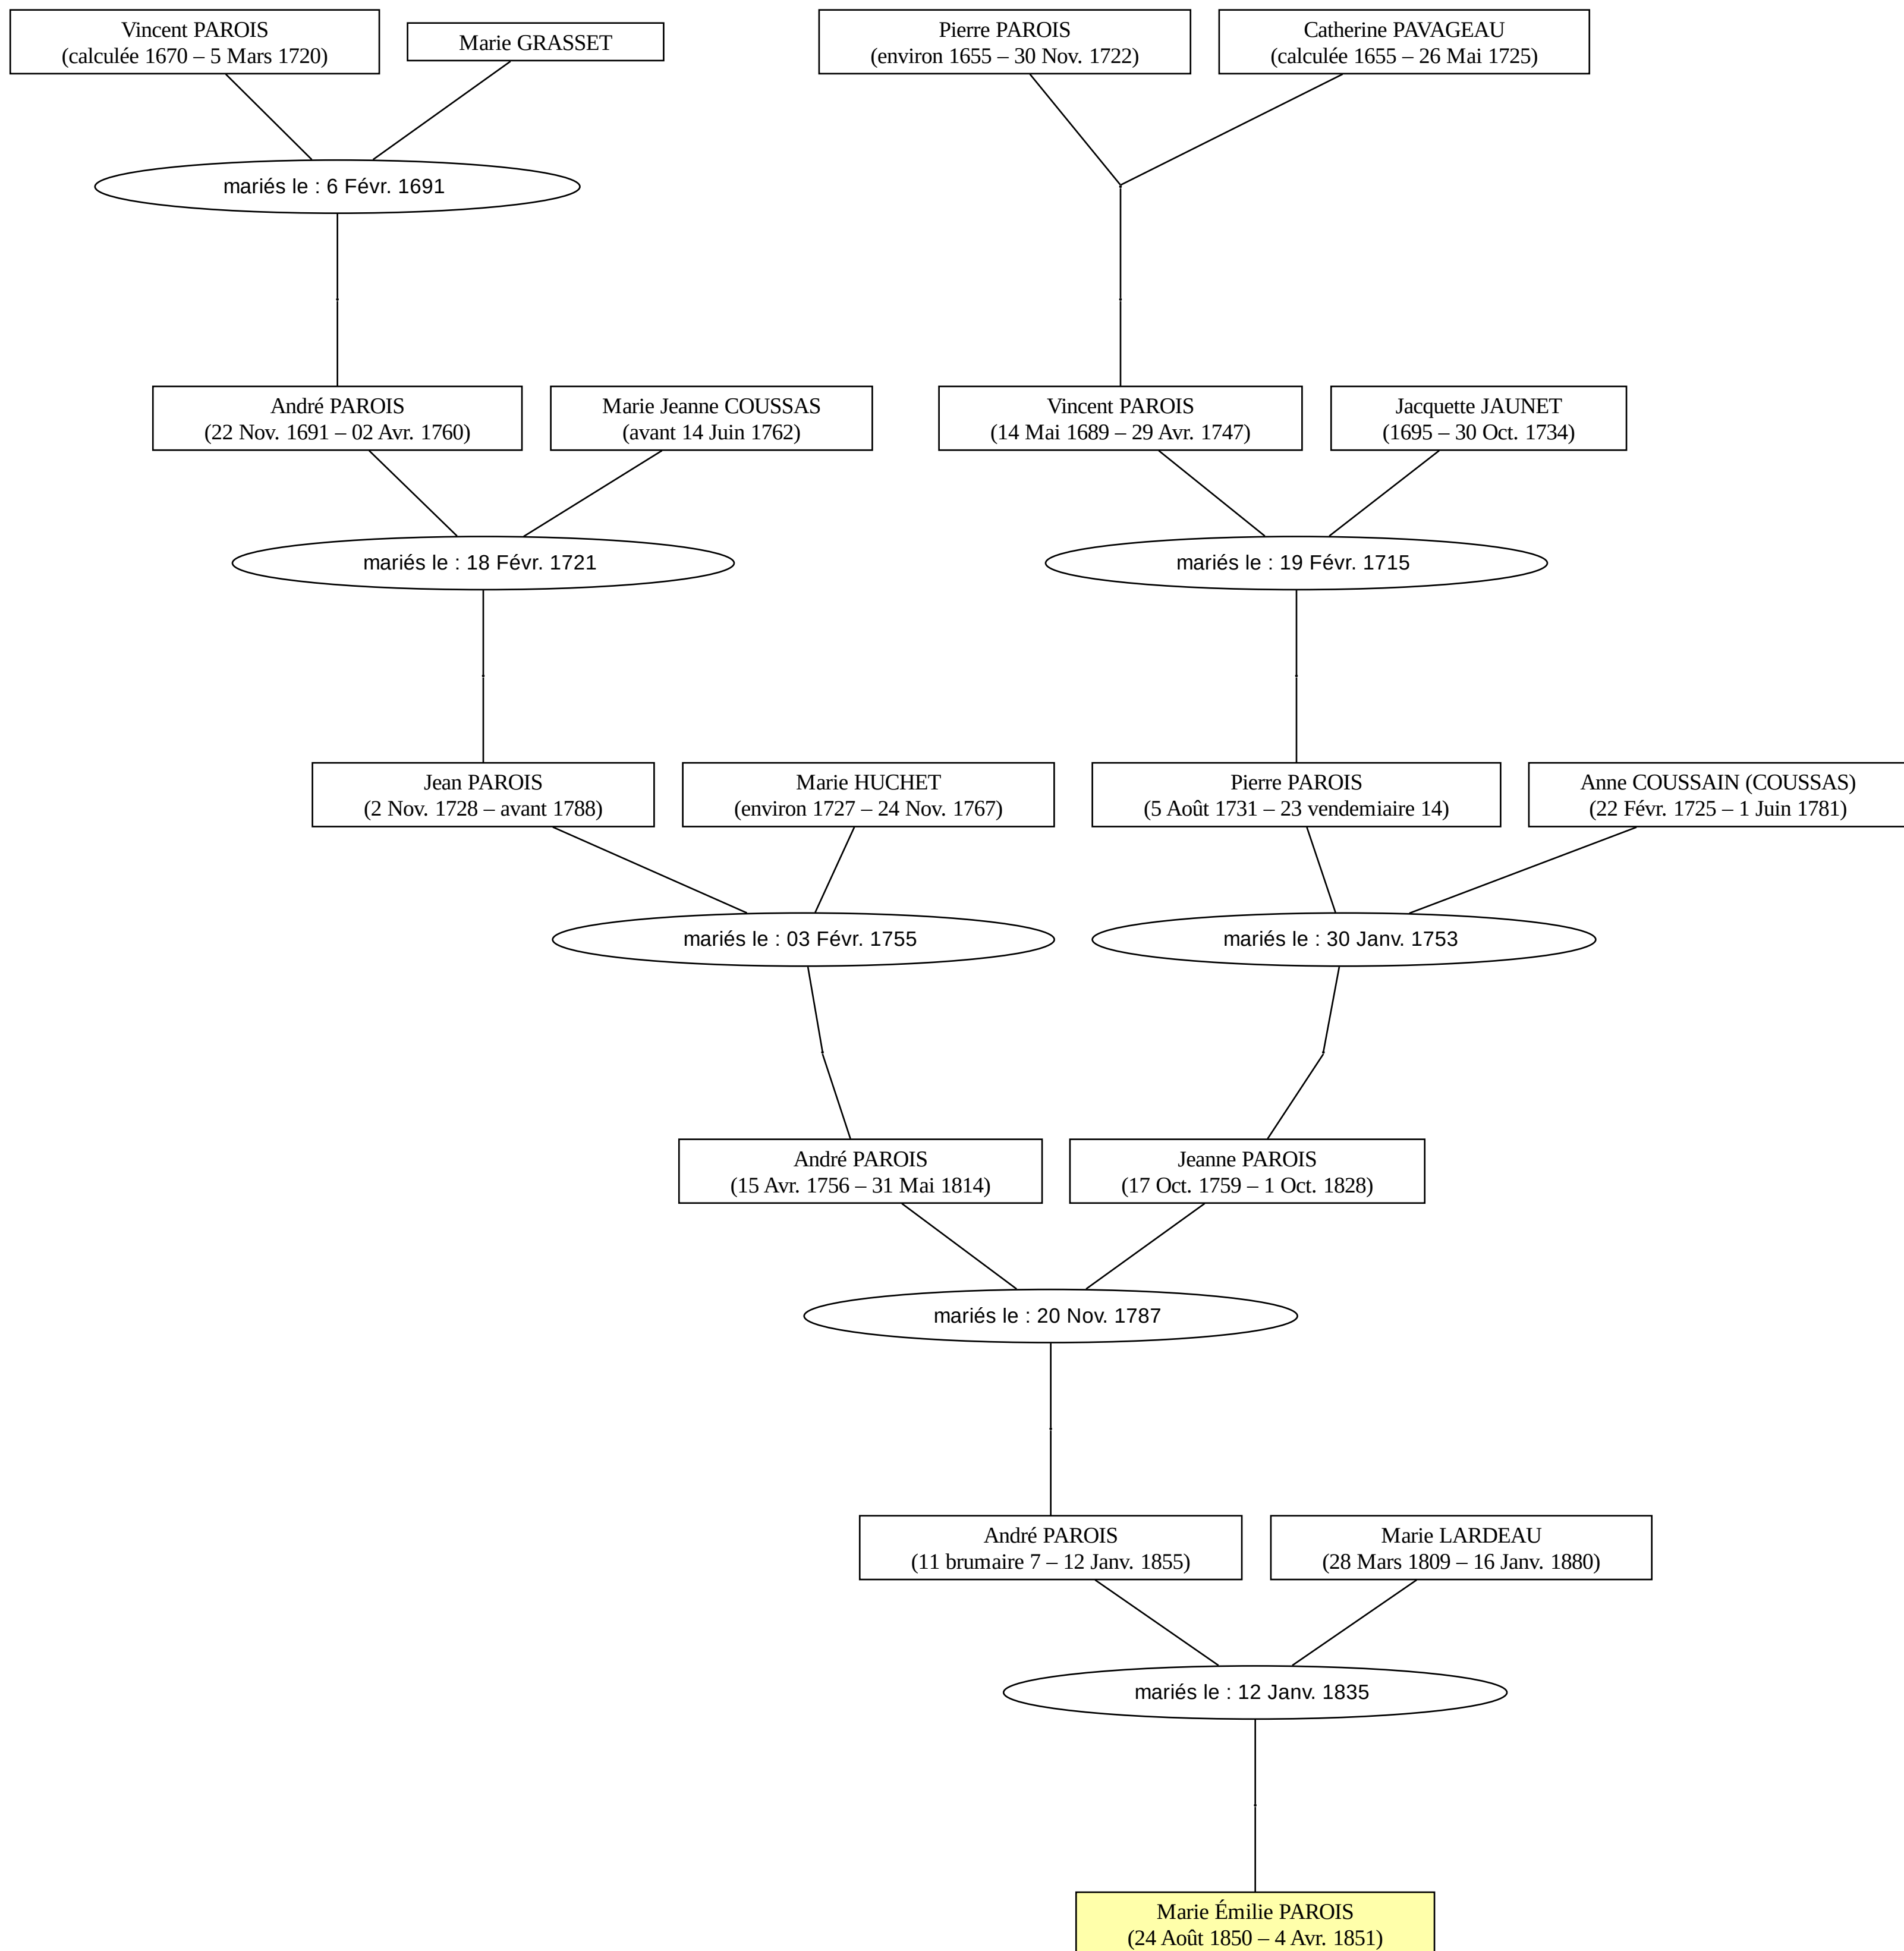 Vincent PAROIS
(calculée 1670 – 5 Mars 1720)
Marie GRASSET
Pierre PAROIS
(environ 1655 – 30 Nov. 1722)
Catherine PAVAGEAU
(calculée 1655 – 26 Mai 1725)
mariés le : 6 Févr. 1691
André PAROIS
(22 Nov. 1691 – 02 Avr. 1760)
Marie Jeanne COUSSAS
(avant 14 Juin 1762)
Vincent PAROIS
(14 Mai 1689 – 29 Avr. 1747)
Jacquette JAUNET
(1695 – 30 Oct. 1734)
mariés le : 18 Févr. 1721
mariés le : 19 Févr. 1715
Jean PAROIS
(2 Nov. 1728 – avant 1788)
Marie HUCHET
(environ 1727 – 24 Nov. 1767)
Pierre PAROIS
(5 Août 1731 – 23 vendemiaire 14)
Anne COUSSAIN (COUSSAS)
(22 Févr. 1725 – 1 Juin 1781)
mariés le : 03 Févr. 1755
mariés le : 30 Janv. 1753
André PAROIS
(15 Avr. 1756 – 31 Mai 1814)
Jeanne PAROIS
(17 Oct. 1759 – 1 Oct. 1828)
mariés le : 20 Nov. 1787
André PAROIS
(11 brumaire 7 – 12 Janv. 1855)
Marie LARDEAU
(28 Mars 1809 – 16 Janv. 1880)
mariés le : 12 Janv. 1835
Marie Émilie PAROIS
(24 Août 1850 – 4 Avr. 1851)